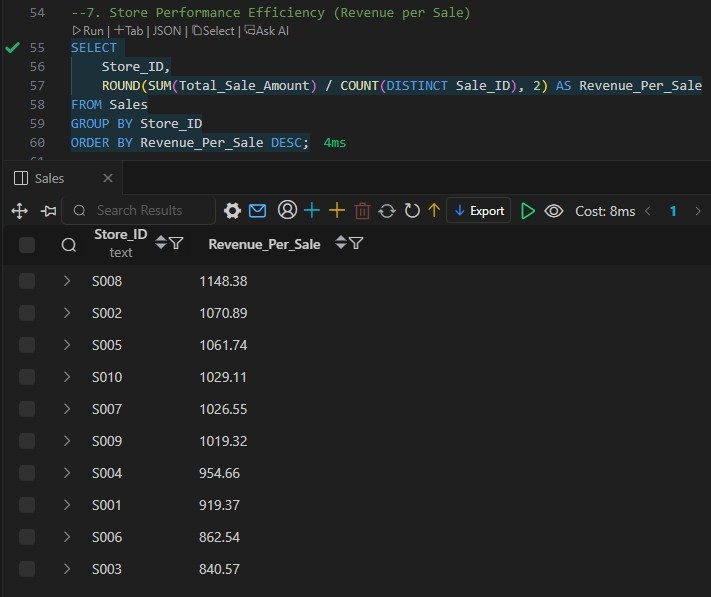 54 --7. Store Performance Efficiency (Revenue per Sale)
Run | Tab | JSON | Select | Ask AI
55 SELECT
56 Store_ID,
57 ROUND(SUM(Total_Sale_Amount) / COUNT(DISTINCT Sale_ID), 2) AS Revenue_Per_Sale
58 FROM Sales
59 GROUP BY Store_ID
60 ORDER BY Revenue_Per_Sale DESC; 4ms
61
Sales
Search Results Export Cost: 8ms 1
Store_ID Revenue_Per_Sale
text
S008 1148.38
S002 1070.89
S005 1061.74
S010 1029.11
S007 1026.55
S009 1019.32
S004 954.66
S001 919.37
S006 862.54
S003 840.57